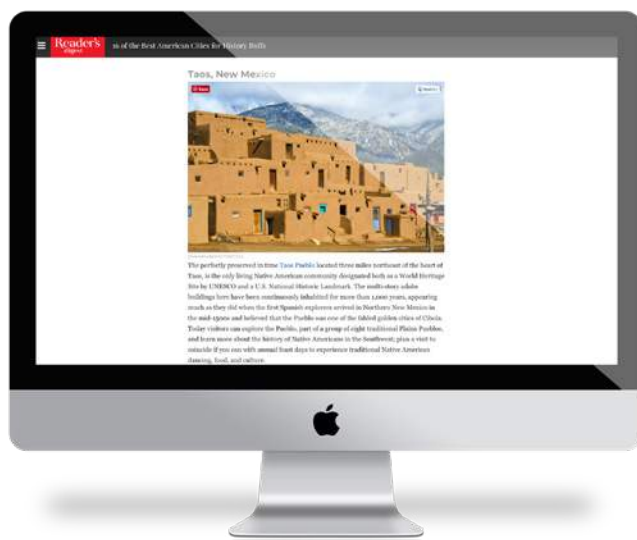 Reader's
digest
16 of the Best American Cities for History Buffs
Taos, New Mexico
Save
The perfectly preserved in time Taos Pueblo located three miles northeast of the heart of
Taos, is the only living Native American community designated both as a World Heritage
Site by UNESCO and a U.S. National Historic Landmark. The multi-story adobe
buildings here have been continuously inhabited for more than 1,000 years, appearing
much as they did when the first Spanish explorers arrived in Northern New Mexico in
the mid-1500s and believed that the Pueblo was one of the fabled golden cities of Cibola.
Today visitors can explore the Pueblo, part of a group of eight traditional Plains Pueblos,
and learn more about the history of Native Americans in the Southwest; plan a visit to
coincide if you can with annual feast days to experience traditional Native American
dancing, food, and culture.